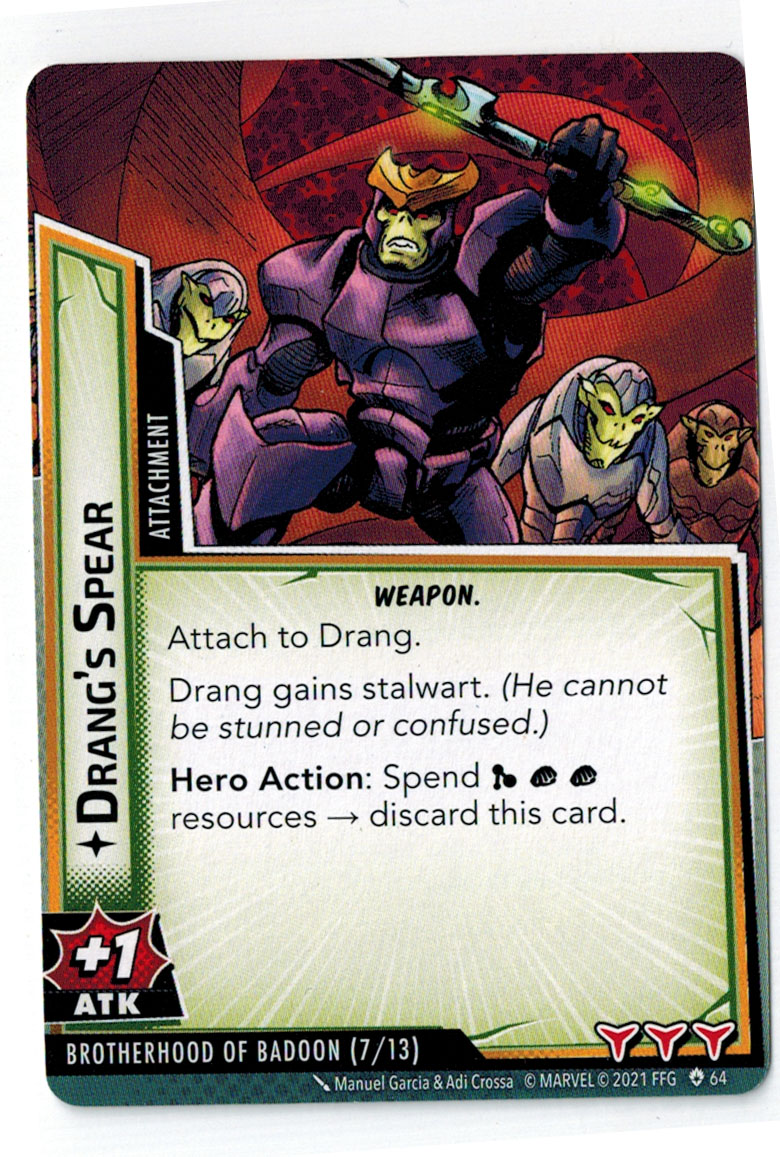 ATTACHMENT
DRANG'S SPEAR
WEAPON.
Attach to Drang.
Drang gains stalwart. (He cannot
be stunned or confused.)
Hero Action: Spend
resources → discard this card.
+1
ATK
BROTHERHOOD OF BADOON (7/13)
Manuel Garcia & Adi Crossa © MARVEL © 2021 FFG 64